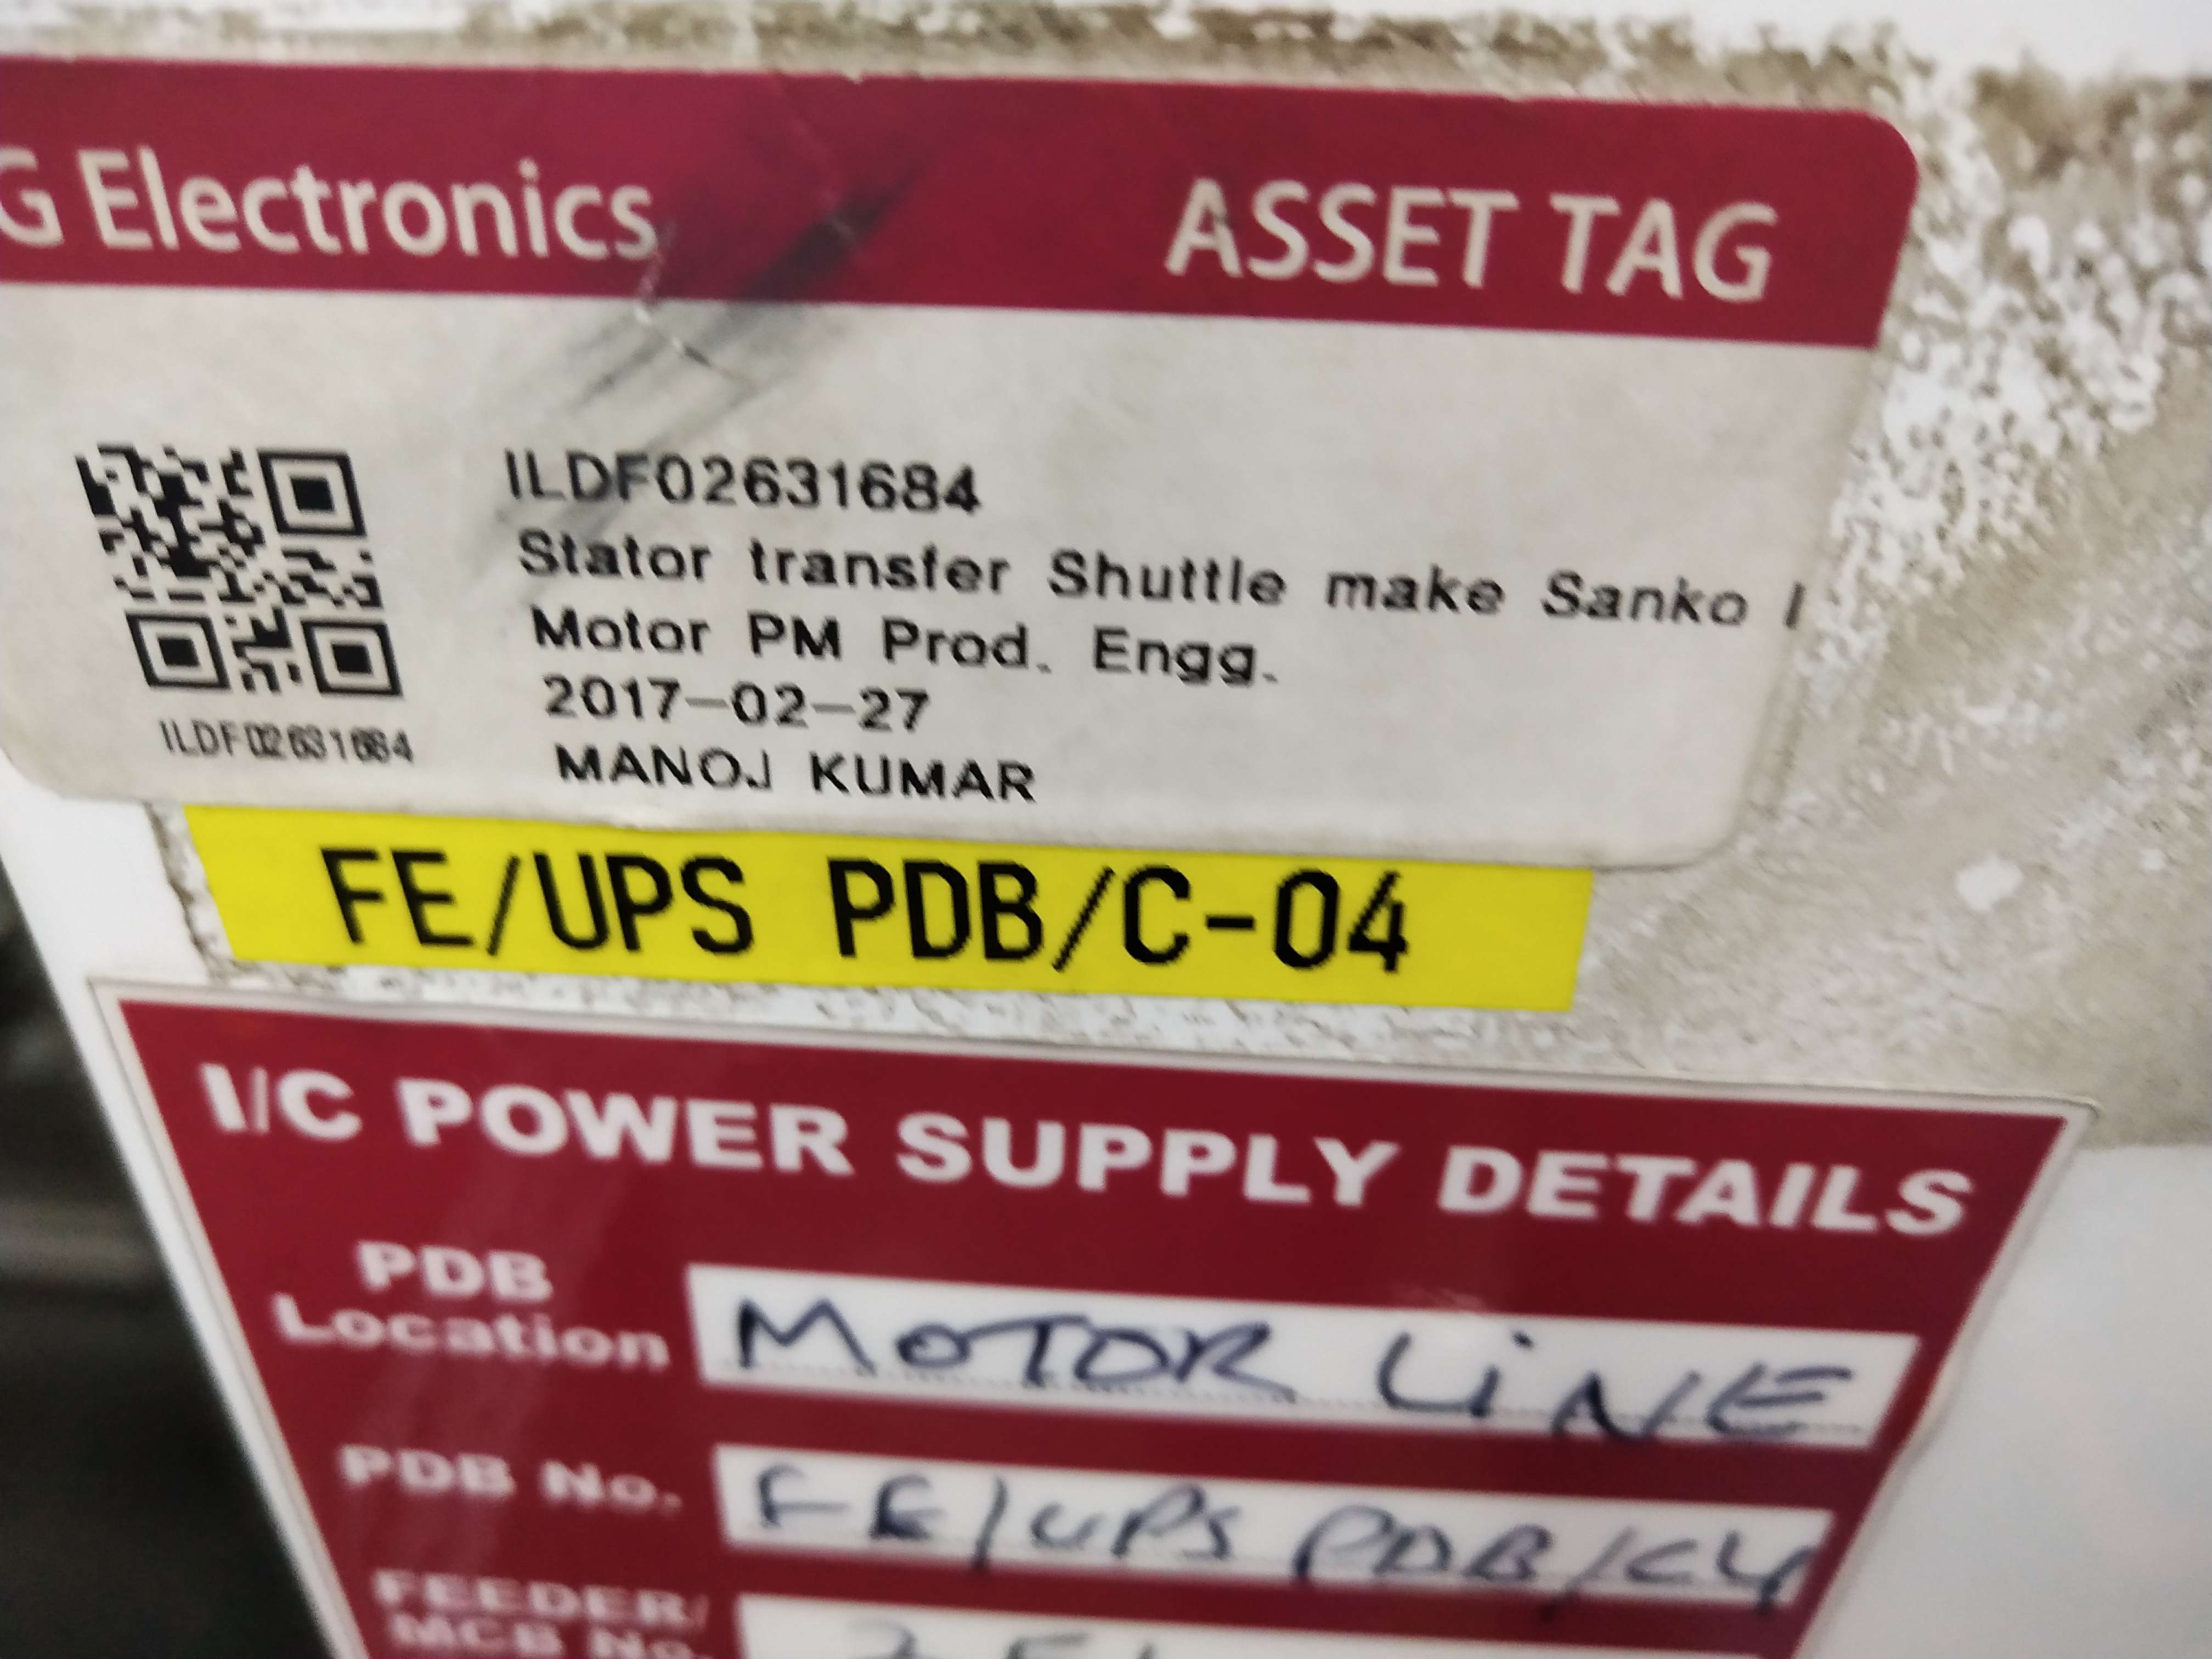 G Electronics
ASSET TAG
ILDF02631684
Stator transfer Shuttle make Sanko
Motor PM Prod. Engg.
2017-02-27
MANOJ KUMAR
ILDF02631684
FE/UPS PDB/C-04
I/C POWER SUPPLY DETAILS
PDB Location MOTOR LiNE
PDB No. FE/UPS PDB/C4
FEEDER/ MCB No.